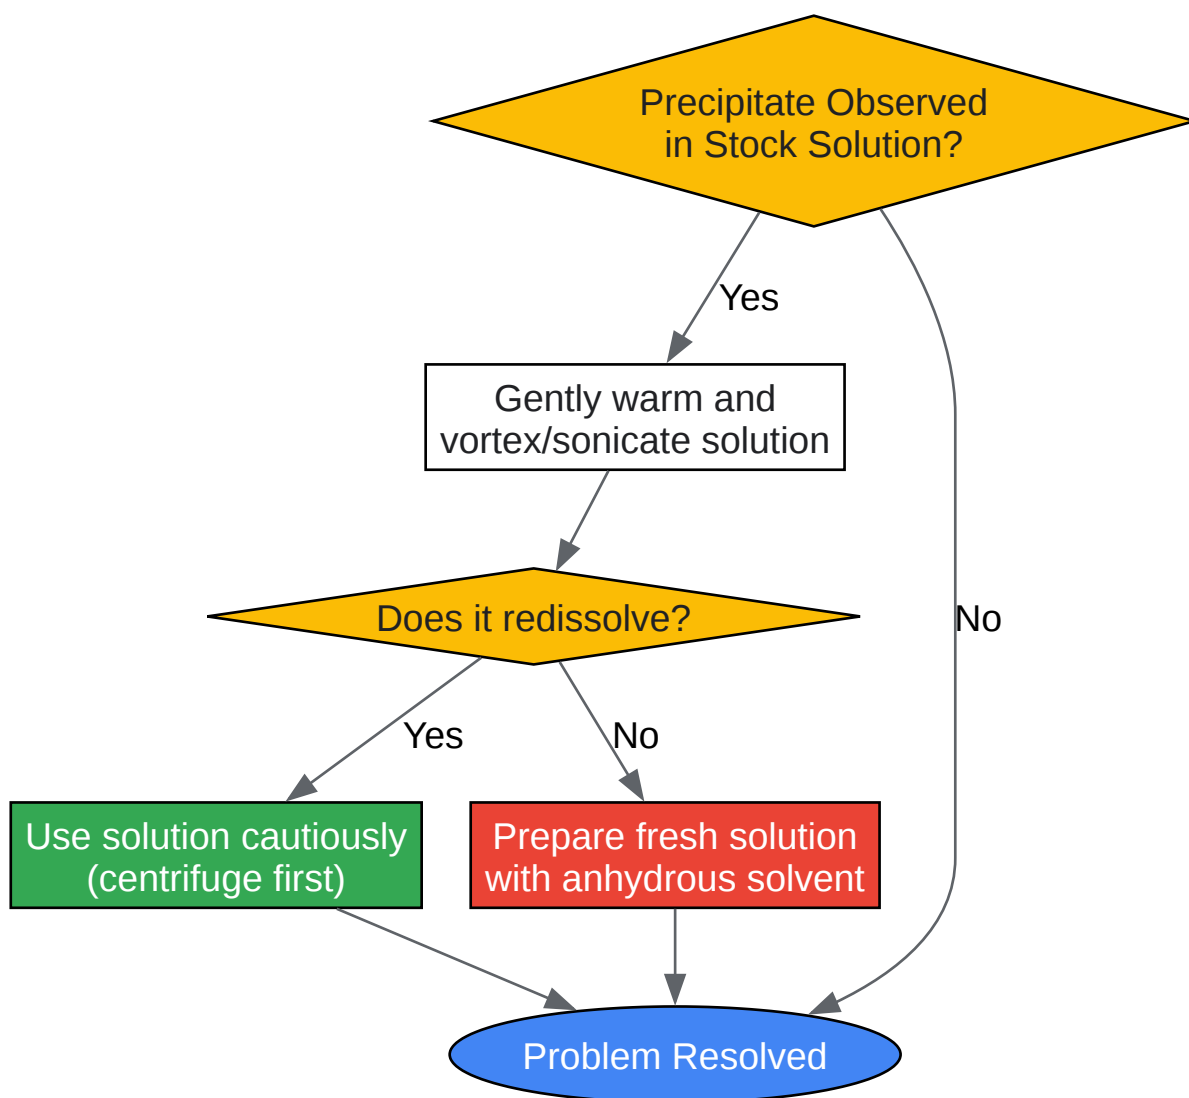 Precipitate Observed
in Stock Solution?
Yes
Gently warm and
vortex/sonicate solution
Does it redissolve?
No
Yes
No
Use solution cautiously
(centrifuge first)
Prepare fresh solution
with anhydrous solvent
Problem Resolved